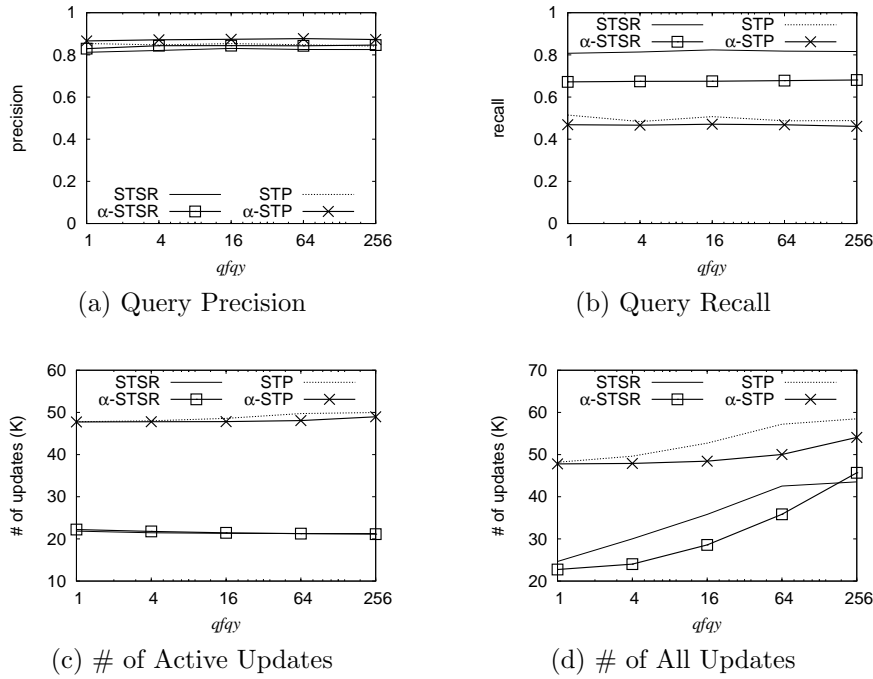 1
0.8
0.6
0.4
0.2
0
precision
STSR
α-STSR
STP
α-STP
1 4 16 64 256
qfqy
(a) Query Precision
1
0.8
0.6
0.4
0.2
0
recall
STSR
α-STSR
STP
α-STP
1 4 16 64 256
qfqy
(b) Query Recall
60
50
40
30
20
10
# of updates (K)
STSR
α-STSR
STP
α-STP
1 4 16 64 256
qfqy
(c) # of Active Updates
70
60
50
40
30
20
# of updates (K)
STSR
α-STSR
STP
α-STP
1 4 16 64 256
qfqy
(d) # of All Updates